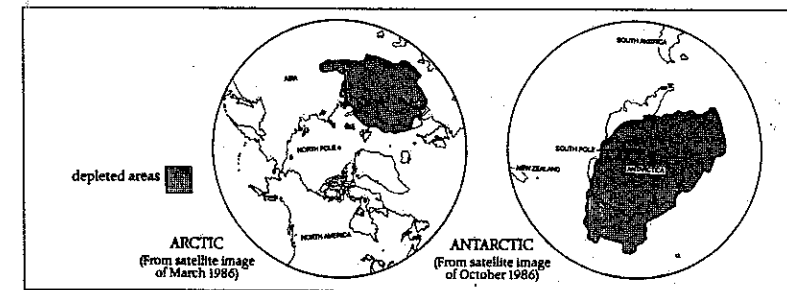 SOUTH AMERICA
ASIA
NORTH POLE
SOUTH POLE
NEW ZEALAND
ANTARCTICA
depleted areas
NORTH AMERICA
ARCTIC
(From satellite image
of March 1986)
ANTARCTIC
(From satellite image
of October 1986)